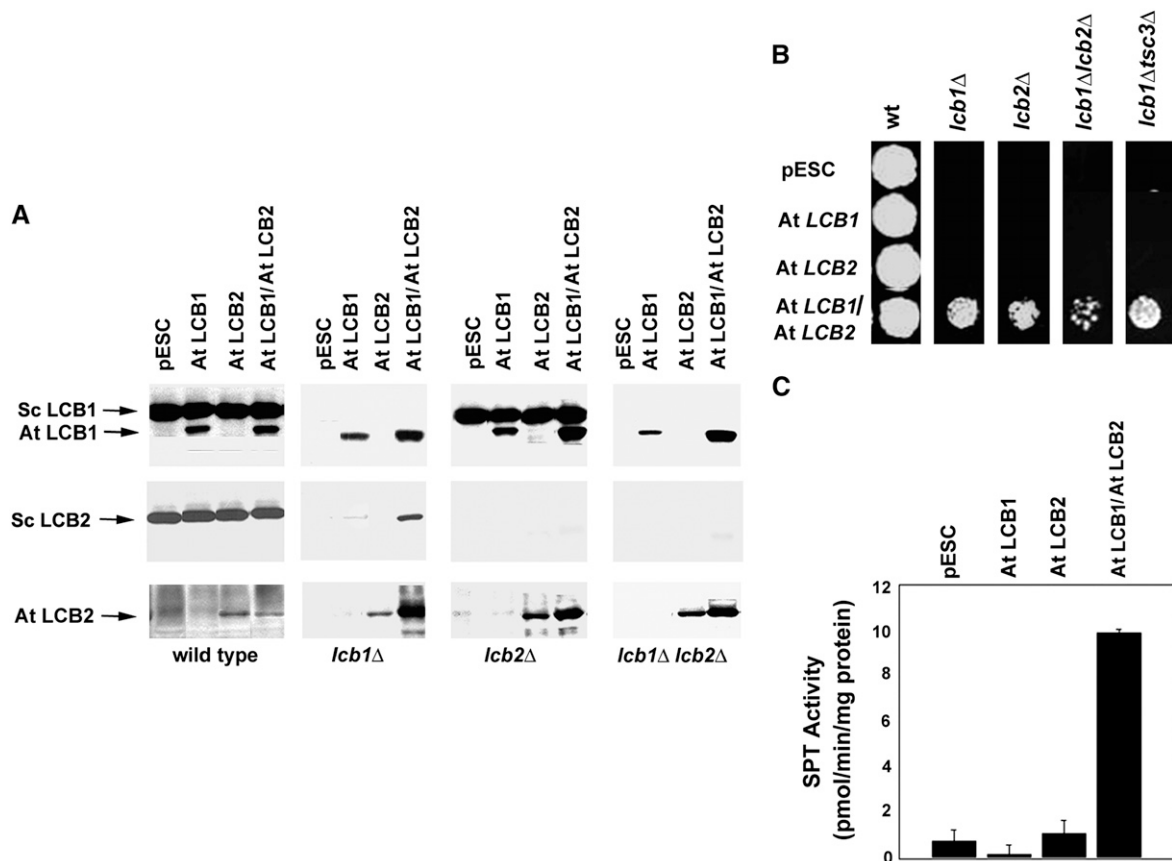 A
pESC
At LCB1
At LCB2
At LCB1/ At LCB2
pESC
At LCB1
At LCB2
At LCB1/At LCB2
pESC
At LCB1
At LCB2
At LCB1/At LCB2
pESC
At LCB1
At LCB2
At LCB1/At LCB2
Sc LCB1
At LCB1
Sc LCB2
At LCB2
wild type
lcb1Δ
lcb2Δ
lcb1Δ lcb2Δ
B
wt
lcb1Δ
lcb2Δ
lcb1Δlcb2Δ
lcb1Δtsc3Δ
pESC
At LCB1
At LCB2
At LCB1/
At LCB2
C
pESC
At LCB1
At LCB2
At LCB1/ At LCB2
SPT Activity
(pmol/min/mg protein)
12
10
8
6
4
2
0